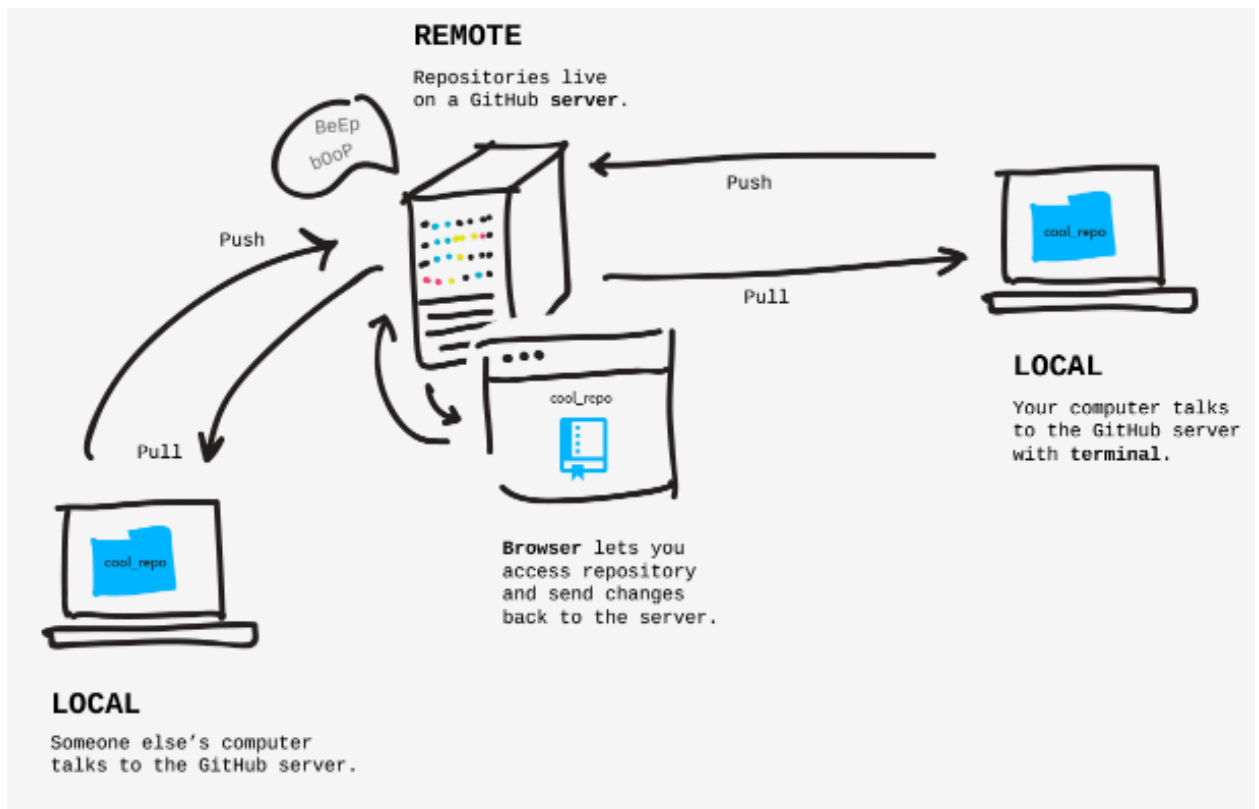 REMOTE
Repositories live
on a GitHub server.
BeEp
bOoP
Push
Pull
Push
Pull
cool_repo
LOCAL
Your computer talks
to the GitHub server
with terminal.
cool_repo
Browser lets you
access repository
and send changes
back to the server.
cool_repo
LOCAL
Someone else’s computer
talks to the GitHub server.